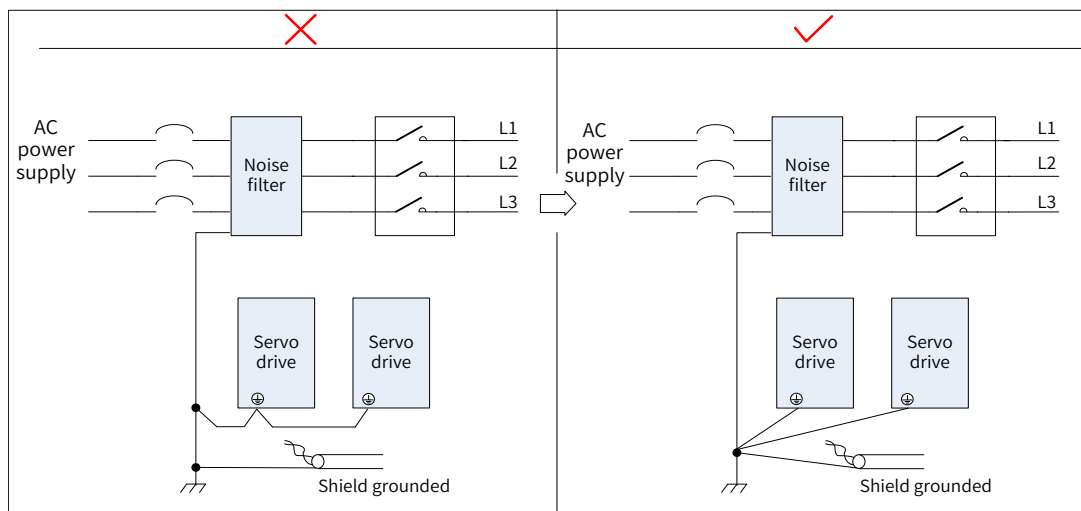 AC
power
supply
Noise
filter
L1
L2
L3
Servo
drive
Servo
drive
Shield grounded
AC
power
supply
Noise
filter
L1
L2
L3
Servo
drive
Servo
drive
Shield grounded